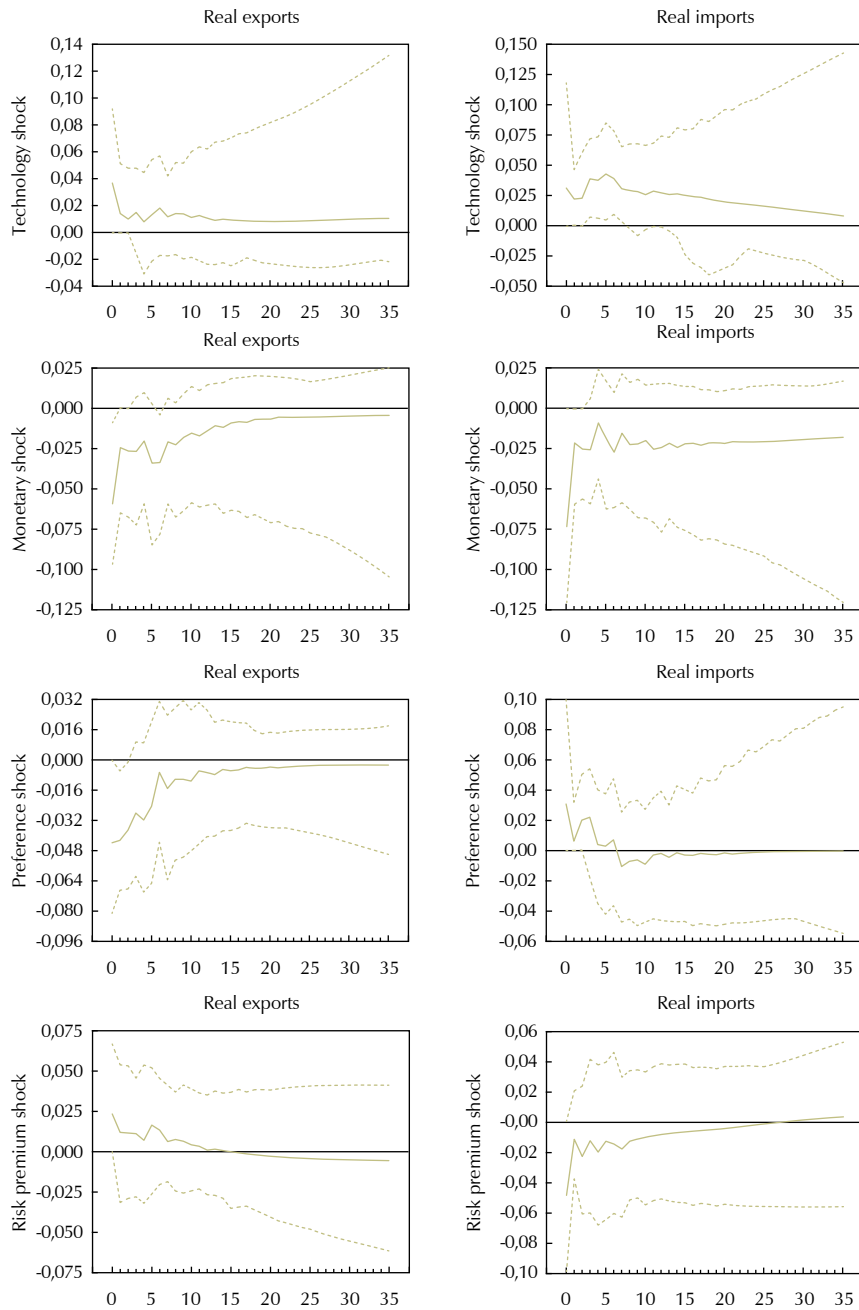 Real exports
Technology shock
0,14
0,12
0,10
0,08
0,06
0,04
0,02
0,00
-0,02
-0,04
0 5 10 15 20 25 30 35
Real imports
Technology shock
0,150
0,125
0,100
0,075
0,050
0,025
0,000
-0,025
-0,050
0 5 10 15 20 25 30 35
Real exports
Monetary shock
0,025
0,000
-0,025
-0,050
-0,075
-0,100
-0,125
0 5 10 15 20 25 30 35
Real imports
Monetary shock
0,025
0,000
-0,025
-0,050
-0,075
-0,100
-0,125
0 5 10 15 20 25 30 35
Real exports
Preference shock
0,032
0,016
0,000
-0,016
-0,032
-0,048
-0,064
-0,080
-0,096
0 5 10 15 20 25 30 35
Real imports
Preference shock
0,10
0,08
0,06
0,04
0,02
0,00
-0,02
-0,04
-0,06
0 5 10 15 20 25 30 35
Real exports
Risk premium shock
0,075
0,050
0,025
0,000
-0,025
-0,050
-0,075
0 5 10 15 20 25 30 35
Real imports
Risk premium shock
0,06
0,04
0,02
-0,00
-0,02
-0,04
-0,06
-0,08
-0,10
0 5 10 15 20 25 30 35